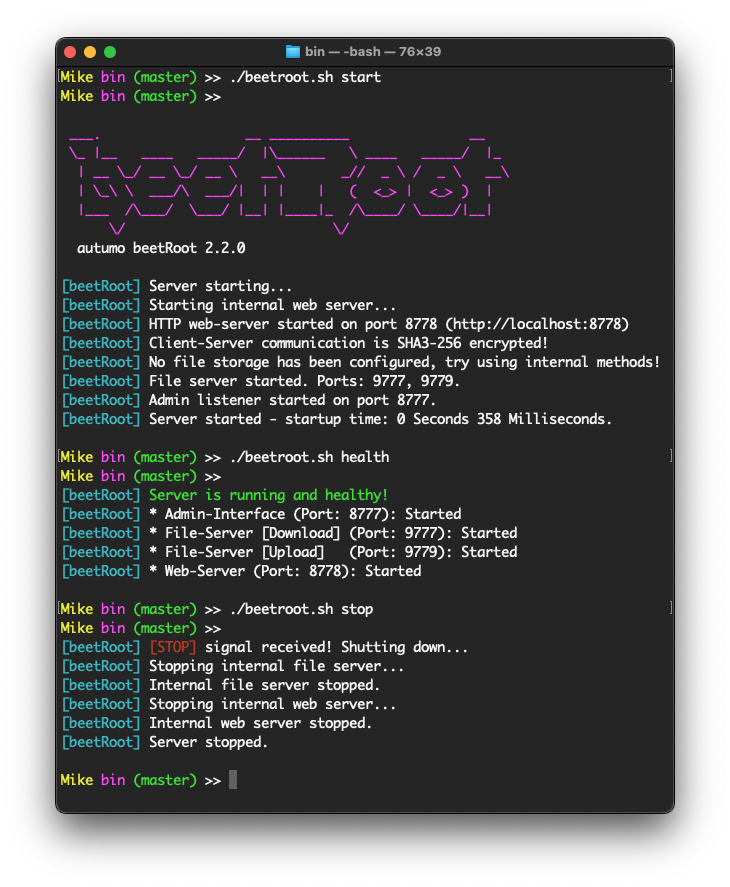 bin — -bash — 76×39
Mike bin (master) >> ./beetroot.sh start
Mike bin (master) >>
beetRoot
autumo beetRoot 2.2.0
[beetRoot] Server starting...
[beetRoot] Starting internal web server...
[beetRoot] HTTP web-server started on port 8778 (http://localhost:8778)
[beetRoot] Client-Server communication is SHA3-256 encrypted!
[beetRoot] No file storage has been configured, try using internal methods!
[beetRoot] File server started. Ports: 9777, 9779.
[beetRoot] Admin listener started on port 8777.
[beetRoot] Server started - startup time: 0 Seconds 358 Milliseconds.
Mike bin (master) >> ./beetroot.sh health
Mike bin (master) >>
[beetRoot] Server is running and healthy!
[beetRoot] * Admin-Interface (Port: 8777): Started
[beetRoot] * File-Server [Download] (Port: 9777): Started
[beetRoot] * File-Server [Upload]   (Port: 9779): Started
[beetRoot] * Web-Server (Port: 8778): Started
Mike bin (master) >> ./beetroot.sh stop
Mike bin (master) >>
[beetRoot] [STOP] signal received! Shutting down...
[beetRoot] Stopping internal file server...
[beetRoot] Internal file server stopped.
[beetRoot] Stopping internal web server...
[beetRoot] Internal web server stopped.
[beetRoot] Server stopped.
Mike bin (master) >>